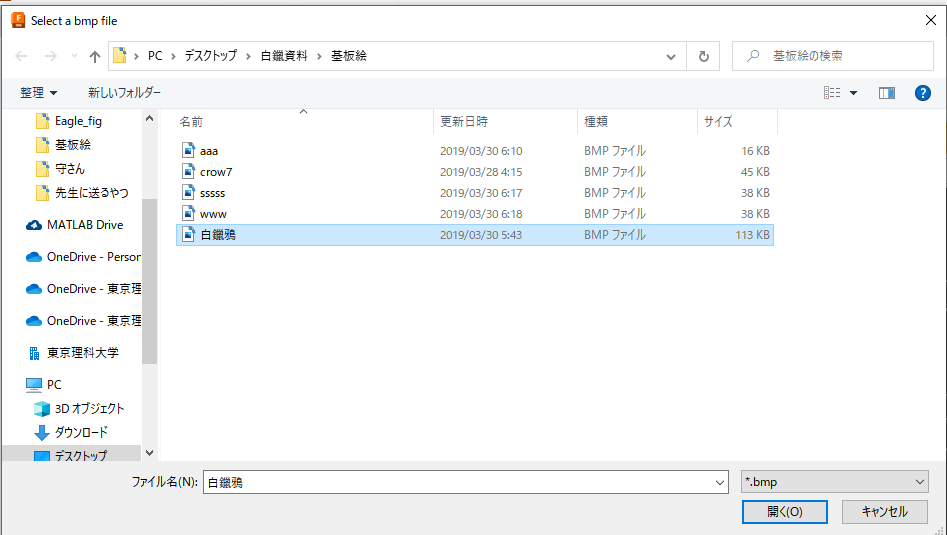 Select a bmp file
PC › デスクトップ › 白鑞資料 › 基板絵
基板絵の検索
整理 新しいフォルダー
名前 更新日時 種類 サイズ
Eagle_fig
基板絵
守さん
先生に送るやつ
MATLAB Drive
OneDrive - Person
OneDrive - 東京理
OneDrive - 東京理
東京理科大学
PC
3D オブジェクト
ダウンロード
デスクトップ
aaa 2019/03/30 6:10 BMP ファイル 16 KB
crow7 2019/03/28 4:15 BMP ファイル 45 KB
sssss 2019/03/30 6:17 BMP ファイル 38 KB
www 2019/03/30 6:18 BMP ファイル 38 KB
白鑞鴉 2019/03/30 5:43 BMP ファイル 113 KB
ファイル名(N): 白鑞鴉 *.bmp
開く(O) キャンセル